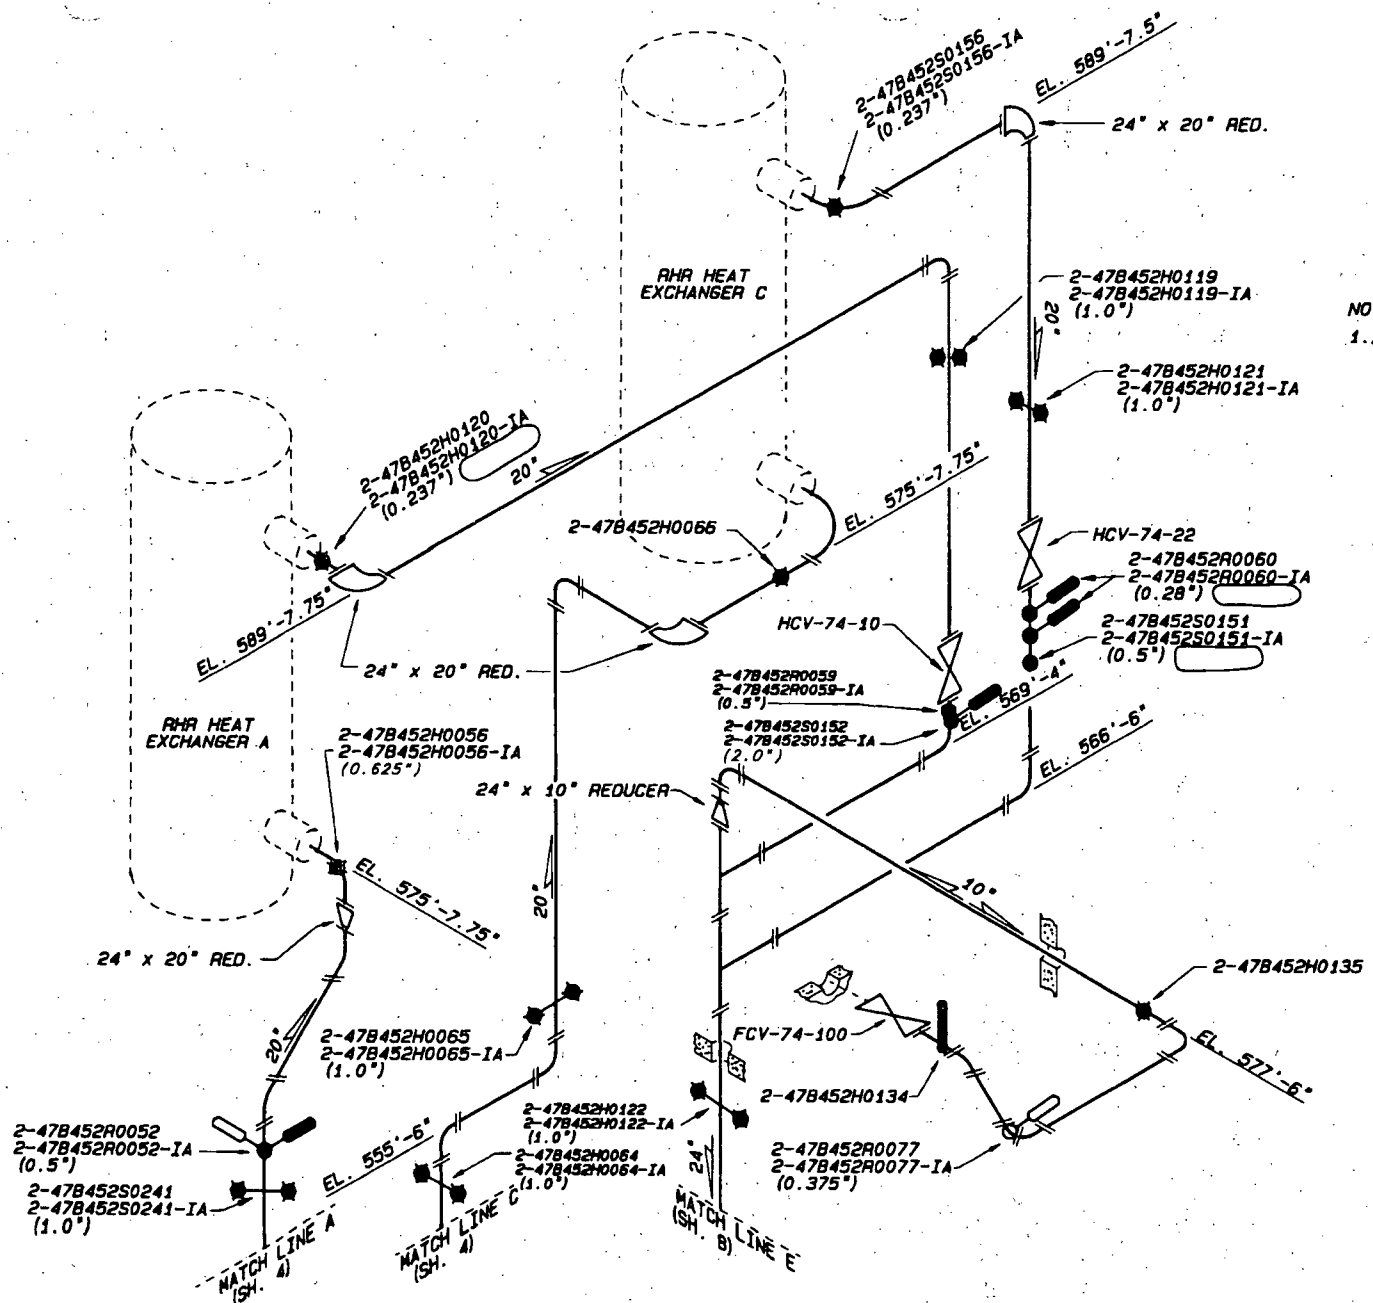 2-47B452S0156
2-47B452S0156-IA
(0.237")
EL. 589'-7.5"
24" x 20" RED.
RHR HEAT
EXCHANGER C
2-47B452H0119
2-47B452H0119-IA
(1.0")
20"
NO
1.
2-47B452H0121
2-47B452H0121-IA
(1.0")
2-47B452H0120
2-47B452H0120-IA
(0.237")
20"
EL. 575'-7.75"
2-47B452H0066
HCV-74-22
2-47B452R0060
2-47B452R0060-IA
(0.28")
HCV-74-10
2-47B452S0151
2-47B452S0151-IA
(0.5")
EL. 589'-7.75"
24" x 20" RED.
2-47B452R0059
2-47B452R0059-IA
(0.5")
EL. 569'-4"
2-47B452S0152
2-47B452S0152-IA
(2.0")
EL. 566'-6"
RHR HEAT
EXCHANGER A
2-47B452H0056
2-47B452H0056-IA
(0.625")
24" x 10" REDUCER
EL. 575'-7.75"
20"
10"
24" x 20" RED.
2-47B452H0135
20"
2-47B452H0065
2-47B452H0065-IA
(1.0")
FCV-74-100
EL. 577'-6"
2-47B452H0134
2-47B452H0122
2-47B452H0122-IA
(1.0")
2-47B452R0052
2-47B452R0052-IA
(0.5")
EL. 555'-6"
2-47B452H0064
2-47B452H0064-IA
(1.0")
24"
2-47B452R0077
2-47B452R0077-IA
(0.375")
2-47B452S0241
2-47B452S0241-IA
(1.0")
MATCH LINE A
(SH. 4)
MATCH LINE C
(SH. 4)
MATCH LINE E
(SH. 8)